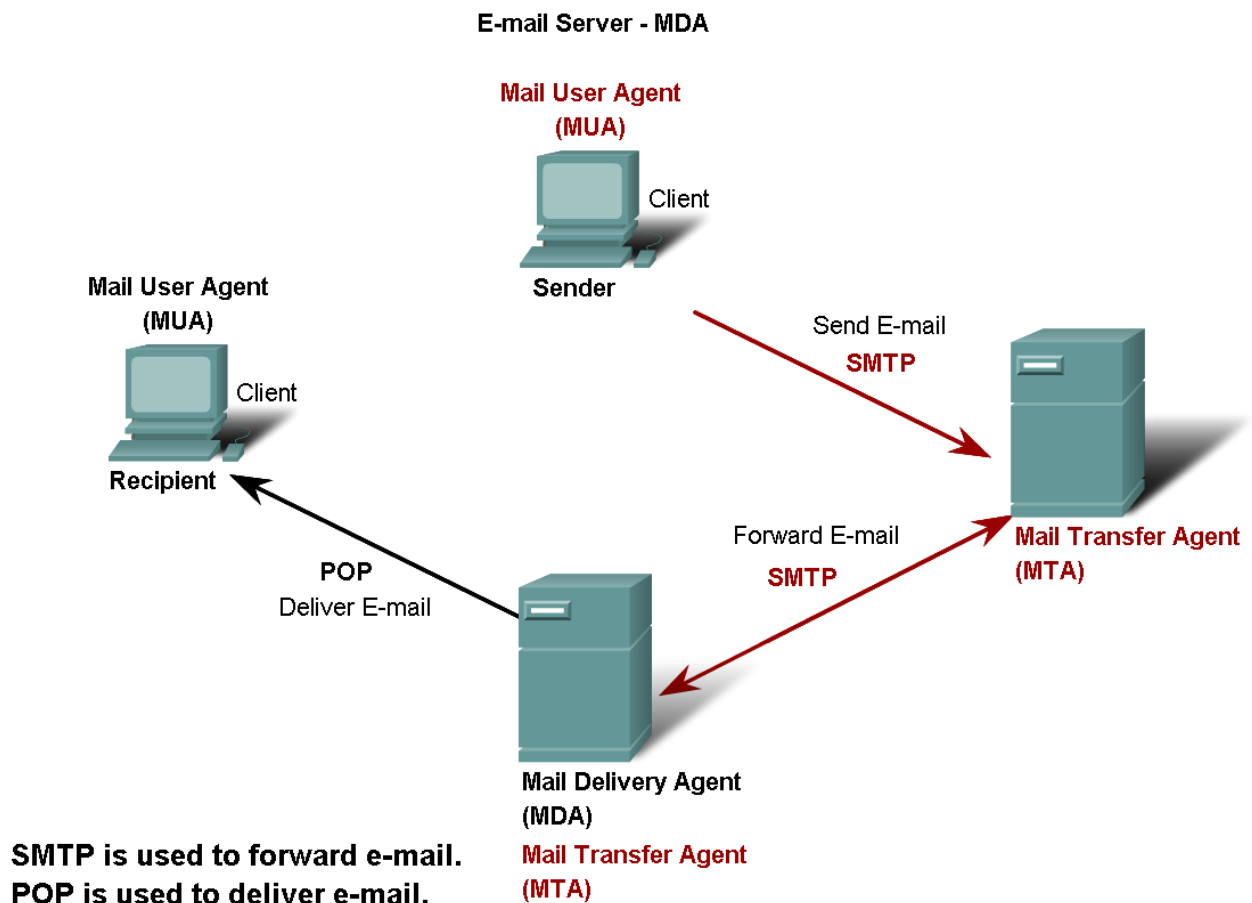 E-mail Server - MDA
Mail User Agent
(MUA)
Client
Sender
Mail User Agent
(MUA)
Client
Recipient
Send E-mail
SMTP
Mail Transfer Agent
(MTA)
Forward E-mail
SMTP
POP
Deliver E-mail
Mail Delivery Agent
(MDA)
Mail Transfer Agent
(MTA)
SMTP is used to forward e-mail.
POP is used to deliver e-mail.